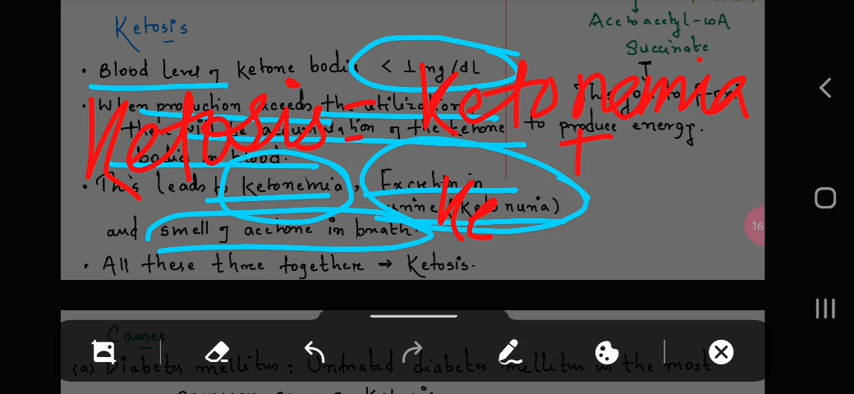 Ketosis
Acetoacetyl-coA
Succinate
• Blood level of Ketone bodi < 1 mg/dL
• When production exceeds the utilization
Ketosis = Ketonemia
+
Ke
the accumulation of the ketone
to produce energy.
bodies in blood.
• This leads to ketonemia, Excretion in
urine (Ketonuria)
and smell of acetone in breath.
• All these three together → Ketosis.
16
Causes
(a) Diabetes mellitus: Untreated diabetes mellitus is the most